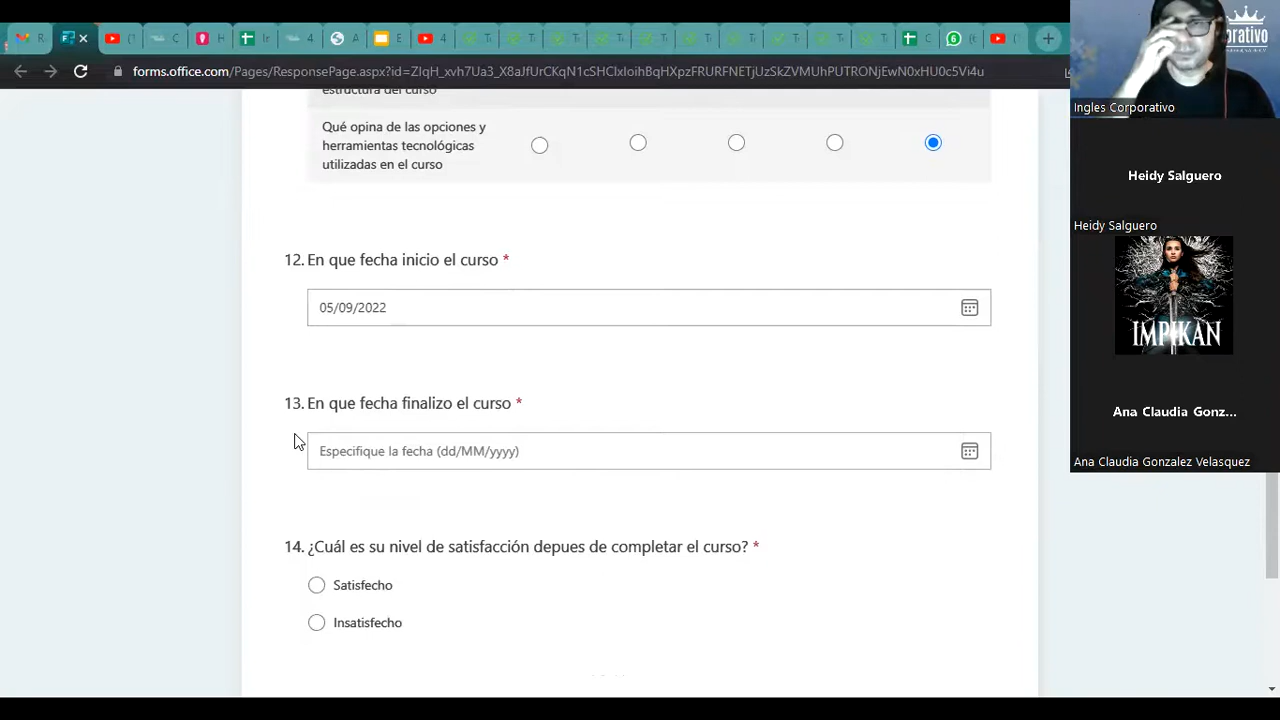 forms.office.com/Pages/ResponsePage.aspx?id=ZIqH_xvh7Ua3_X8aJfUrCKqN1cSHClxloihBqHXpzFRURFNETjUzSkZVMUhPUTRONjEwN0xHU0c5Vi4u
estructura del curso
Qué opina de las opciones y
herramientas tecnológicas
utilizadas en el curso
12. En que fecha inicio el curso *
05/09/2022
13. En que fecha finalizo el curso *
Especifique la fecha (dd/MM/yyyy)
14. ¿Cuál es su nivel de satisfacción depues de completar el curso? *
Satisfecho
Insatisfecho
Ingles Corporativo
Heidy Salguero
Heidy Salguero
IMPIKAN
Ana Claudia Gonz...
Ana Claudia Gonzalez Velasquez